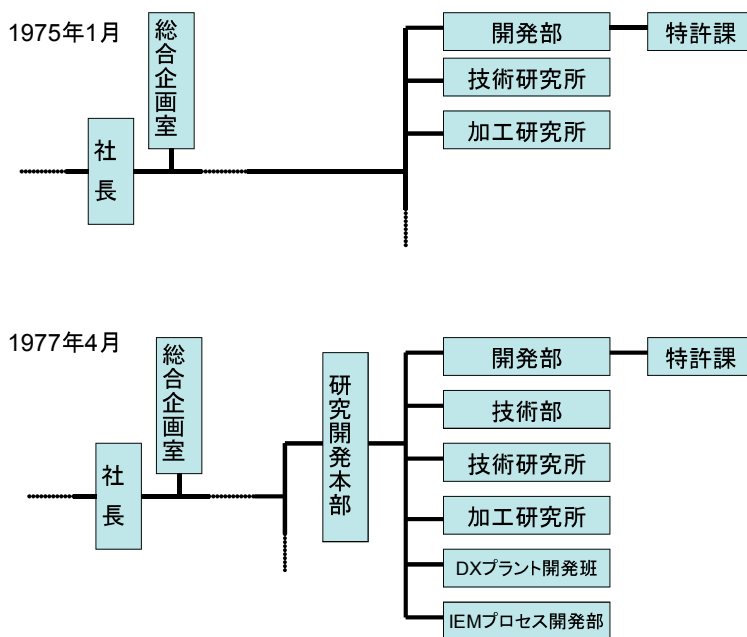 1975年1月
総合企画室
社長
開発部
特許課
技術研究所
加工研究所
1977年4月
総合企画室
社長
研究開発本部
開発部
特許課
技術部
技術研究所
加工研究所
DXプラント開発班
IEMプロセス開発部